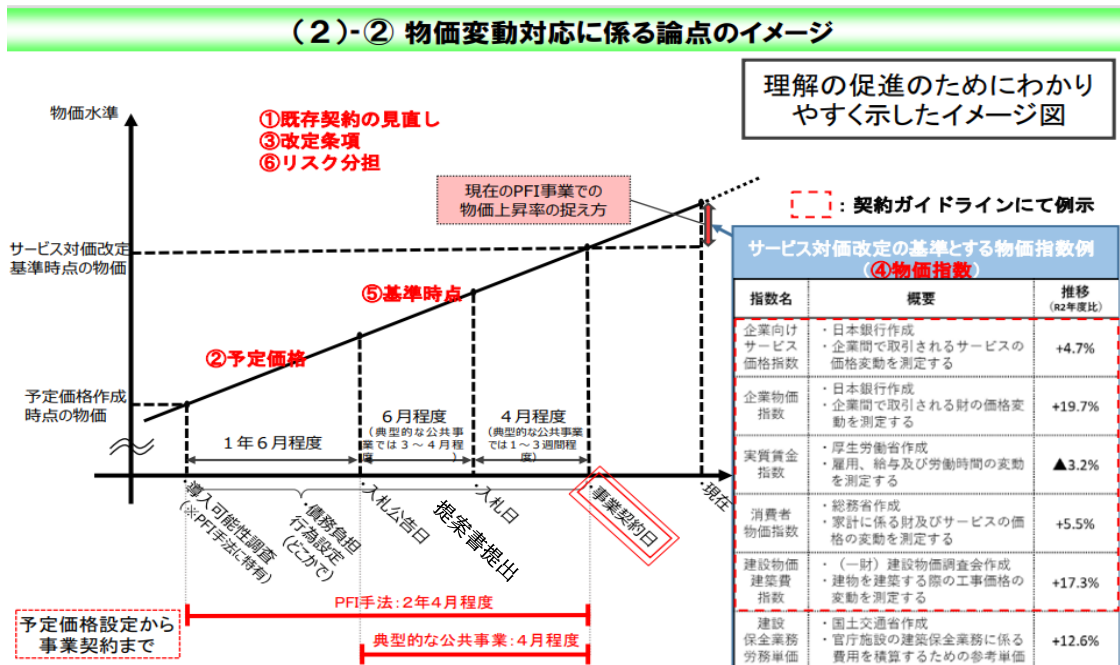 (2)-② 物価変動対応に係る論点のイメージ
理解の促進のためにわかり
やすく示したイメージ図
物価水準
①既存契約の見直し
③改定条項
⑥リスク分担
現在のPFI事業での
物価上昇率の捉え方
:契約ガイドラインにて例示
サービス対価改定
基準時点の物価
⑤基準時点
②予定価格
予定価格作成
時点の物価
1年6月程度
6月程度
(典型的な公共事
業では3~4月程
度)
4月程度
(典型的な公共事業
では1~3週間程
度)
・導入可能性調査
(※PFI手法に特有)
・債務負担
行為設定
(どこかで)
・入札公告日
・入札日
提案書提出
・事業契約日
・現在
PFI手法:2年4月程度
典型的な公共事業:4月程度
予定価格設定から
事業契約まで
サービス対価改定の基準とする物価指数例
(④物価指数)
指数名
概要
推移
(R2年度比)
企業向け
サービス
価格指数
・日本銀行作成
・企業間で取引されるサービスの
価格変動を測定する
+4.7%
企業物価
指数
・日本銀行作成
・企業間で取引される財の価格変
動を測定する
+19.7%
実質賃金
指数
・厚生労働省作成
・雇用、給与及び労働時間の変動
を測定する
▲3.2%
消費者
物価指数
・総務省作成
・家計に係る財及びサービスの価
格の変動を測定する
+5.5%
建設物価
建築費
指数
・(一財)建設物価調査会作成
・建物を建築する際の工事価格の
変動を測定する
+17.3%
建設
保全業務
労務単価
・国土交通省作成
・官庁施設の建築保全業務に係る
費用を積算するための参考単価
+12.6%